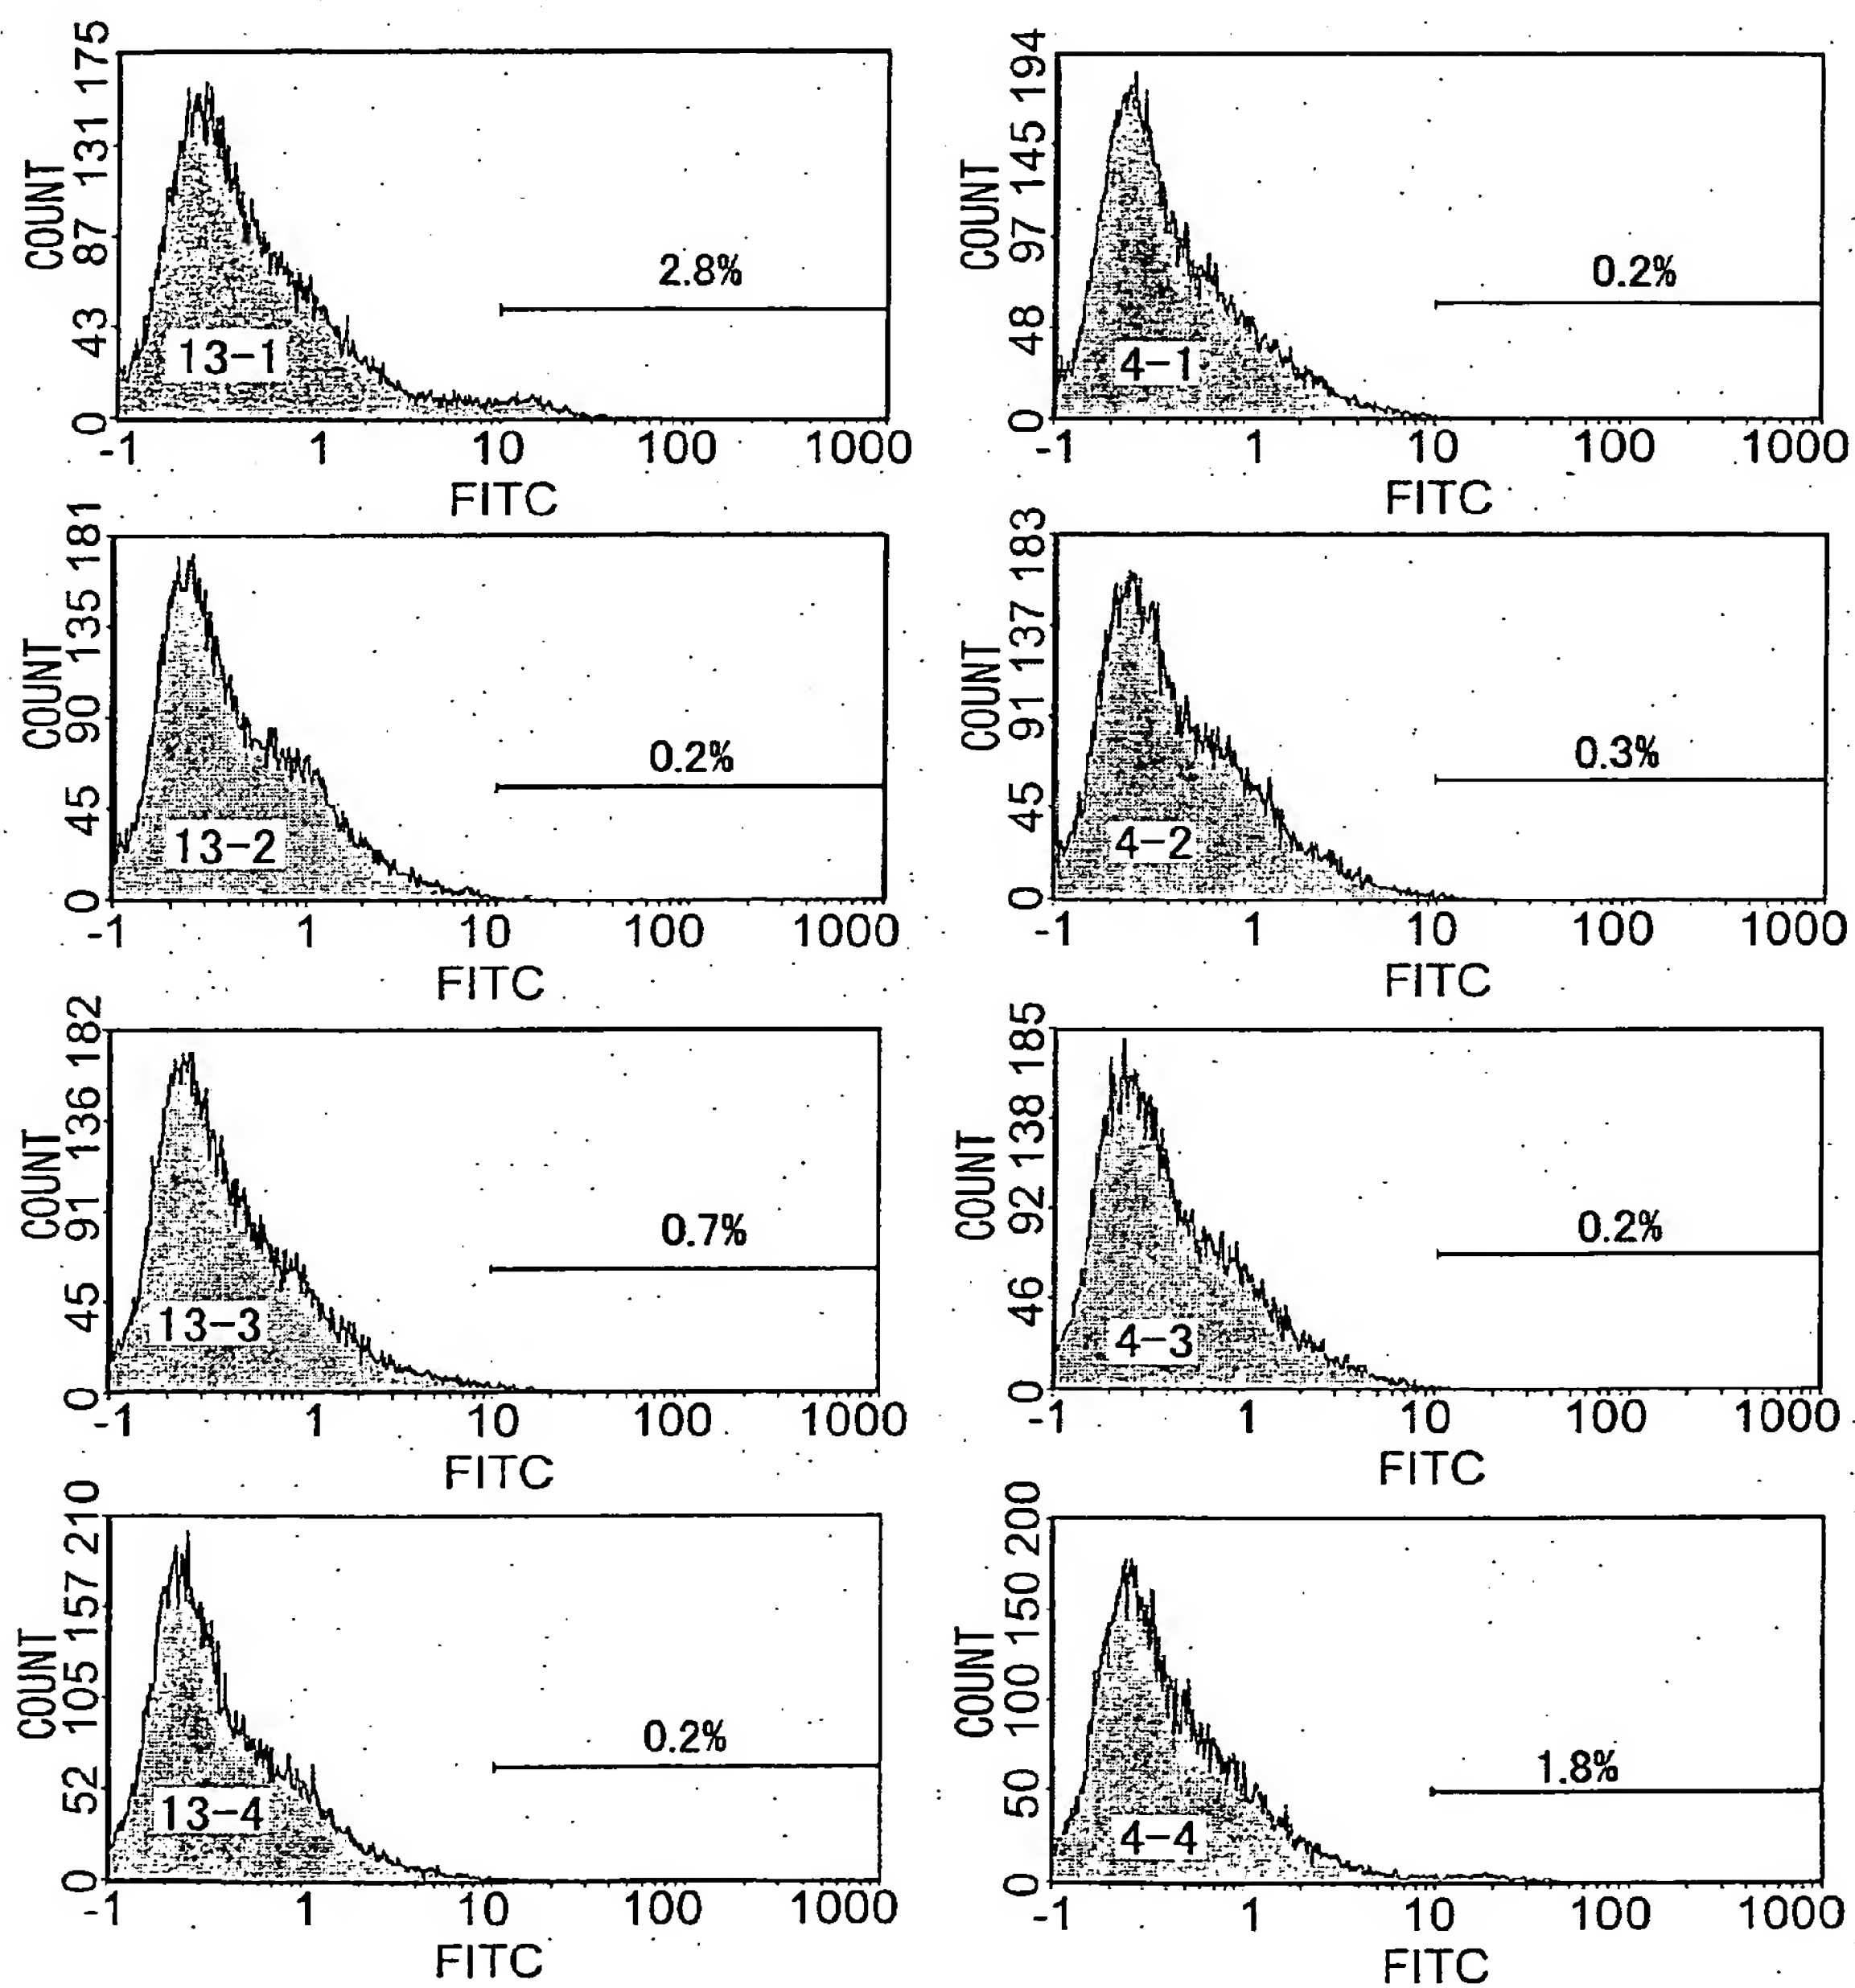 COUNT
0 43 87 131 175
2.8%
13-1
-1 1 10 100 1000
FITC
COUNT
0 48 97 145 194
0.2%
4-1
-1 1 10 100 1000
FITC
COUNT
0 45 90 135 181
0.2%
13-2
-1 1 10 100 1000
FITC
COUNT
0 45 91 137 183
0.3%
4-2
-1 1 10 100 1000
FITC
COUNT
0 45 91 136 182
0.7%
13-3
-1 1 10 100 1000
FITC
COUNT
0 46 92 138 185
0.2%
4-3
-1 1 10 100 1000
FITC
COUNT
0 52 105 157 210
0.2%
13-4
-1 1 10 100 1000
FITC
COUNT
0 50 100 150 200
1.8%
4-4
-1 1 10 100 1000
FITC